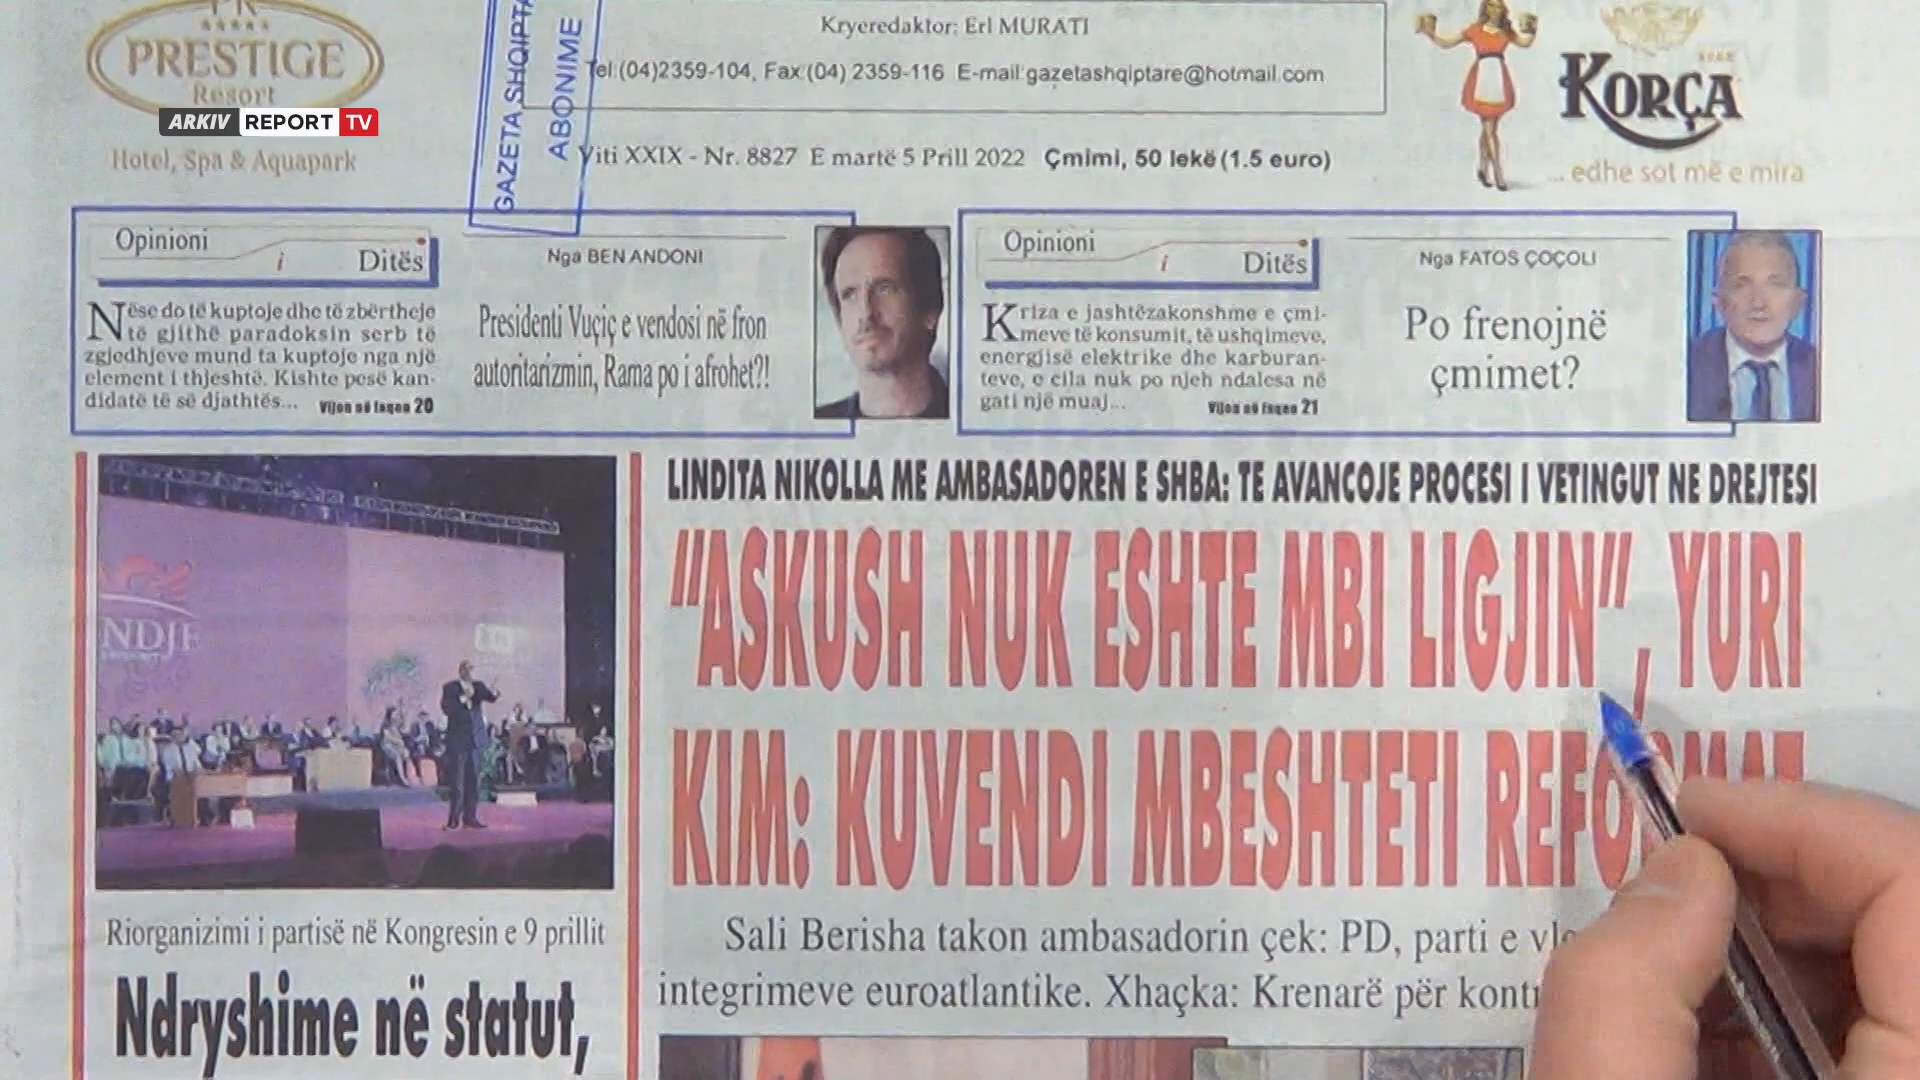 PRESTIGE
Resort
ARKIV REPORT TV
Hotel, Spa & Aquapark
GAZETA SHQIPTA
ABONIME
Kryeredaktor: Erl MURATI
Tel:(04)2359-104, Fax:(04) 2359-116 E-mail:gazetashqiptare@hotmail.com
Viti XXIX - Nr. 8827 E martë 5 Prill 2022 Çmimi, 50 lekë (1.5 euro)
KORÇA
... edhe sot më e mira
Opinioni
i Ditës
Nëse do të kuptoje dhe të zbërtheje
të gjithë paradoksin serb të
zgjedhjeve mund ta kuptoje nga një
element i thjeshtë. Kishte pesë kan-
didatë të së djathtës... Vijon në faqen 20
Nga BEN ANDONI
Presidenti Vuçiç e vendosi në fron
autoritarizmin, Rama po i afrohet?!
Opinioni
i Ditës
Kriza e jashtëzakonshme e çmi-
meve të konsumit, të ushqimeve,
energjisë elektrike dhe karburan-
teve, e cila nuk po njeh ndalesa në
gati një muaj... Vijon në faqen 21
Nga FATOS ÇOÇOLI
Po frenojnë
çmimet?
NDJE
Riorganizimi i partisë në Kongresin e 9 prillit
Ndryshime në statut,
LINDITA NIKOLLA ME AMBASADOREN E SHBA: TE AVANCOJE PROCESI I VETINGUT NE DREJTESI
"ASKUSH NUK ESHTE MBI LIGJIN", YURI
KIM: KUVENDI MBESHTETI
Sali Berisha takon ambasadorin çek: PD, parti e
integrimeve euroatlantike. Xhaçka: Krenarë për